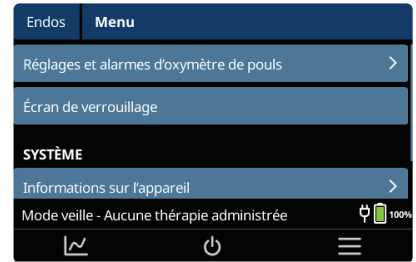 Endos Menu
Réglages et alarmes d’oxymètre de pouls
Écran de verrouillage
SYSTÈME
Informations sur l’appareil
Mode veille - Aucune thérapie administrée 100%